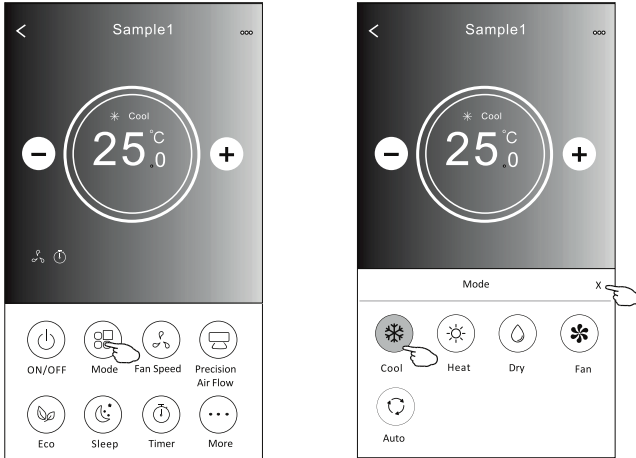 Sample1
Cool
25.0°C
ON/OFF
Mode
Fan Speed
Precision
Air Flow
Eco
Sleep
Timer
More
Sample1
Cool
25.0°C
Mode X
Cool
Heat
Dry
Fan
Auto